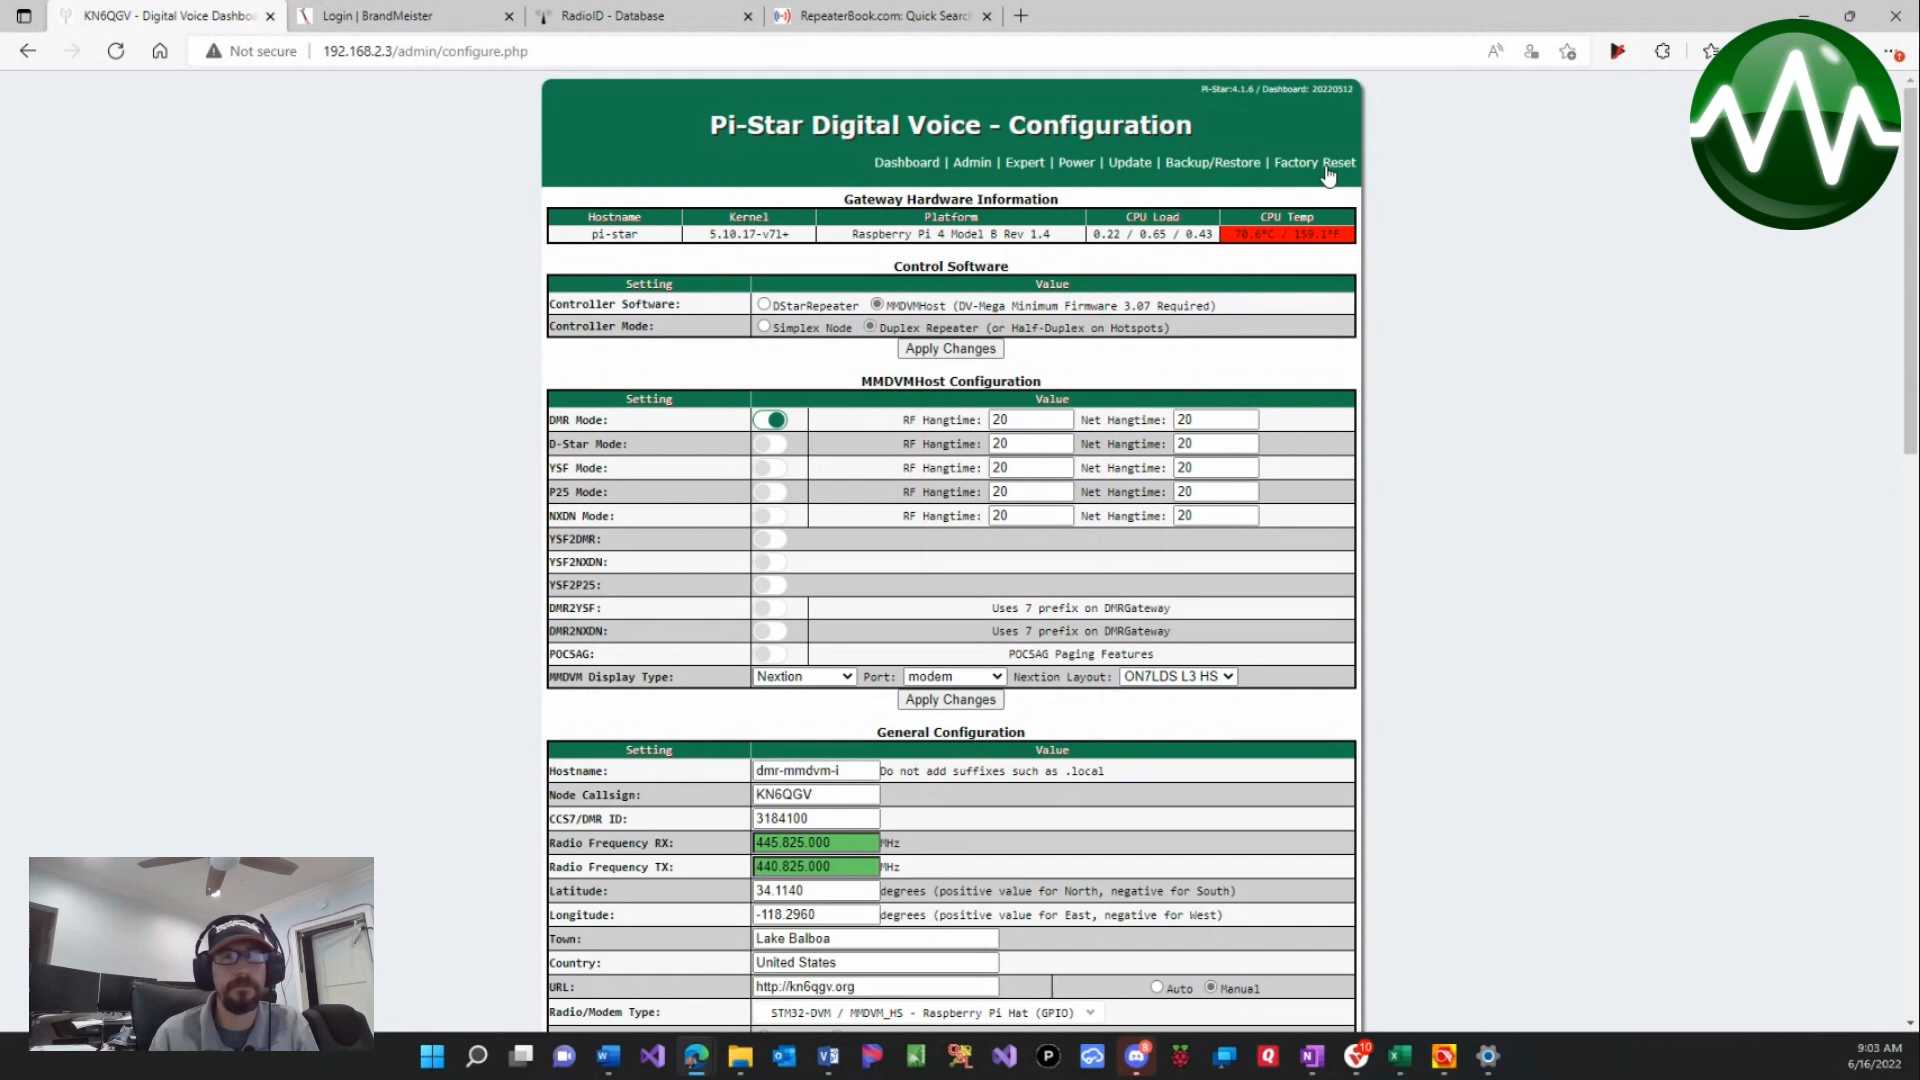 KN6QGV - Digital Voice Dashbo
Login | BrandMeister
RadioID - Database
RepeaterBook.com: Quick Searc
Not secure | 192.168.2.3/admin/configure.php
Pi-Star:4.1.6 / Dashboard: 20220512
Pi-Star Digital Voice - Configuration
Dashboard | Admin | Expert | Power | Update | Backup/Restore | Factory Reset
Gateway Hardware Information
Hostname Kernel Platform CPU Load CPU Temp
pi-star 5.10.17-v7l+ Raspberry Pi 4 Model B Rev 1.4 0.22 / 0.65 / 0.43 70.6°C / 159.1°F
Control Software
Setting Value
Controller Software: DStarRepeater MMDVMHost (DV-Mega Minimum Firmware 3.07 Required)
Controller Mode: Simplex Node Duplex Repeater (or Half-Duplex on Hotspots)
Apply Changes
MMDVMHost Configuration
Setting Value
DMR Mode: RF Hangtime: 20 Net Hangtime: 20
D-Star Mode: RF Hangtime: 20 Net Hangtime: 20
YSF Mode: RF Hangtime: 20 Net Hangtime: 20
P25 Mode: RF Hangtime: 20 Net Hangtime: 20
NXDN Mode: RF Hangtime: 20 Net Hangtime: 20
YSF2DMR:
YSF2NXDN:
YSF2P25:
DMR2YSF: Uses 7 prefix on DMRGateway
DMR2NXDN: Uses 7 prefix on DMRGateway
POCSAG: POCSAG Paging Features
MMDVM Display Type: Nextion Port: modem Nextion Layout: ON7LDS L3 HS
Apply Changes
General Configuration
Setting Value
Hostname: dmr-mmdvm-i Do not add suffixes such as .local
Node Callsign: KN6QGV
CCS7/DMR ID: 3184100
Radio Frequency RX: 445.825.000 MHz
Radio Frequency TX: 440.825.000 MHz
Latitude: 34.1140 degrees (positive value for North, negative for South)
Longitude: -118.2960 degrees (positive value for East, negative for West)
Town: Lake Balboa
Country: United States
URL: http://kn6qgv.org Auto Manual
Radio/Modem Type: STM32-DVM / MMDVM_HS - Raspberry Pi Hat (GPIO)
8
10
9:03 AM
6/16/2022